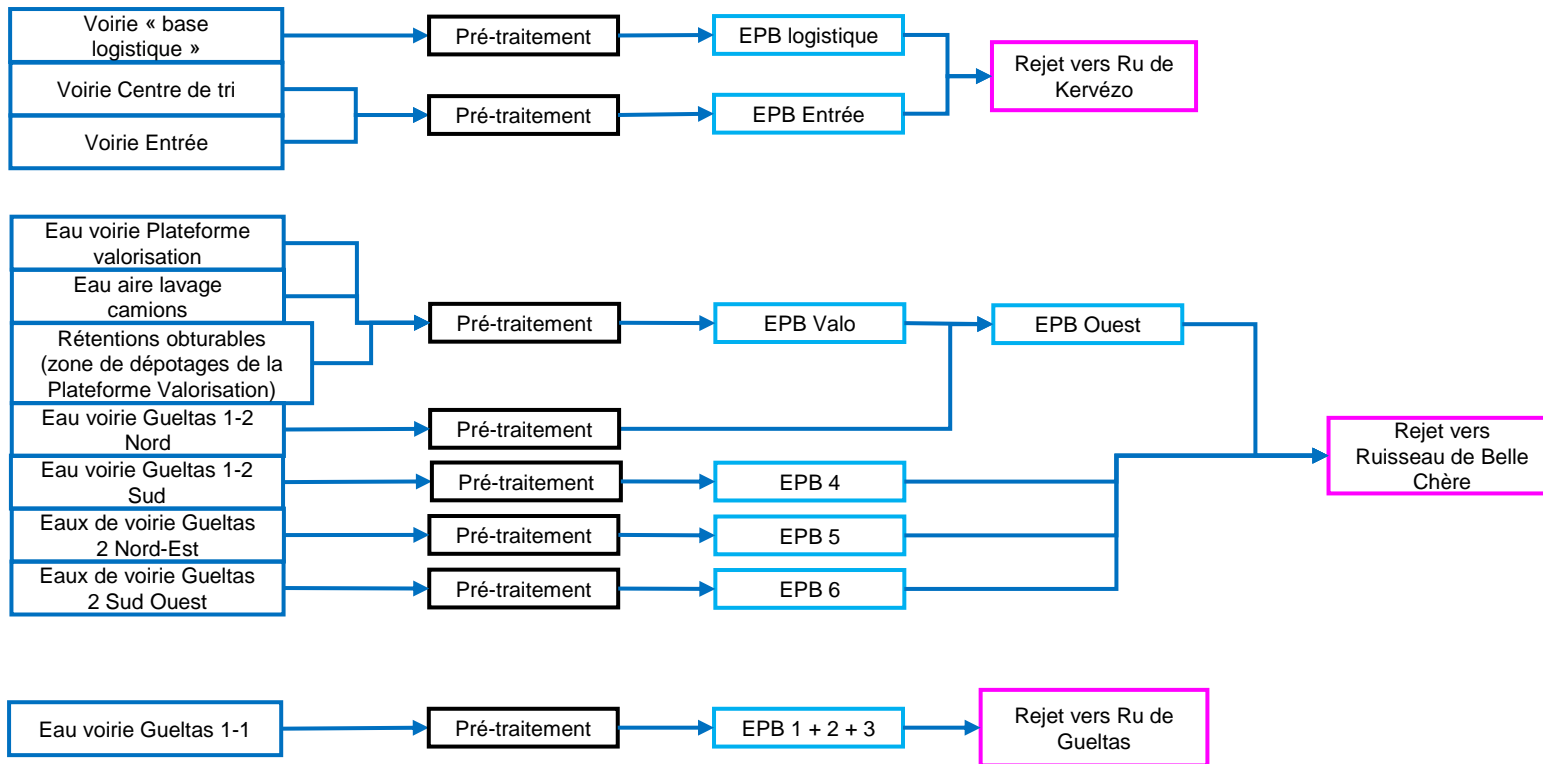 Voirie « base
logistique »
Pré-traitement
EPB logistique
Rejet vers Ru de
Kervézo
Voirie Centre de tri
Pré-traitement
EPB Entrée
Voirie Entrée
Eau voirie Plateforme
valorisation
Eau aire lavage
camions
Rétentions obturables
(zone de dépotages de la
Plateforme Valorisation)
Pré-traitement
EPB Valo
EPB Ouest
Eau voirie Gueltas 1-2
Nord
Pré-traitement
Rejet vers
Ruisseau de Belle
Chère
Eau voirie Gueltas 1-2
Sud
Pré-traitement
EPB 4
Eaux de voirie Gueltas
2 Nord-Est
Pré-traitement
EPB 5
Eaux de voirie Gueltas
2 Sud Ouest
Pré-traitement
EPB 6
Eau voirie Gueltas 1-1
Pré-traitement
EPB 1 + 2 + 3
Rejet vers Ru de
Gueltas